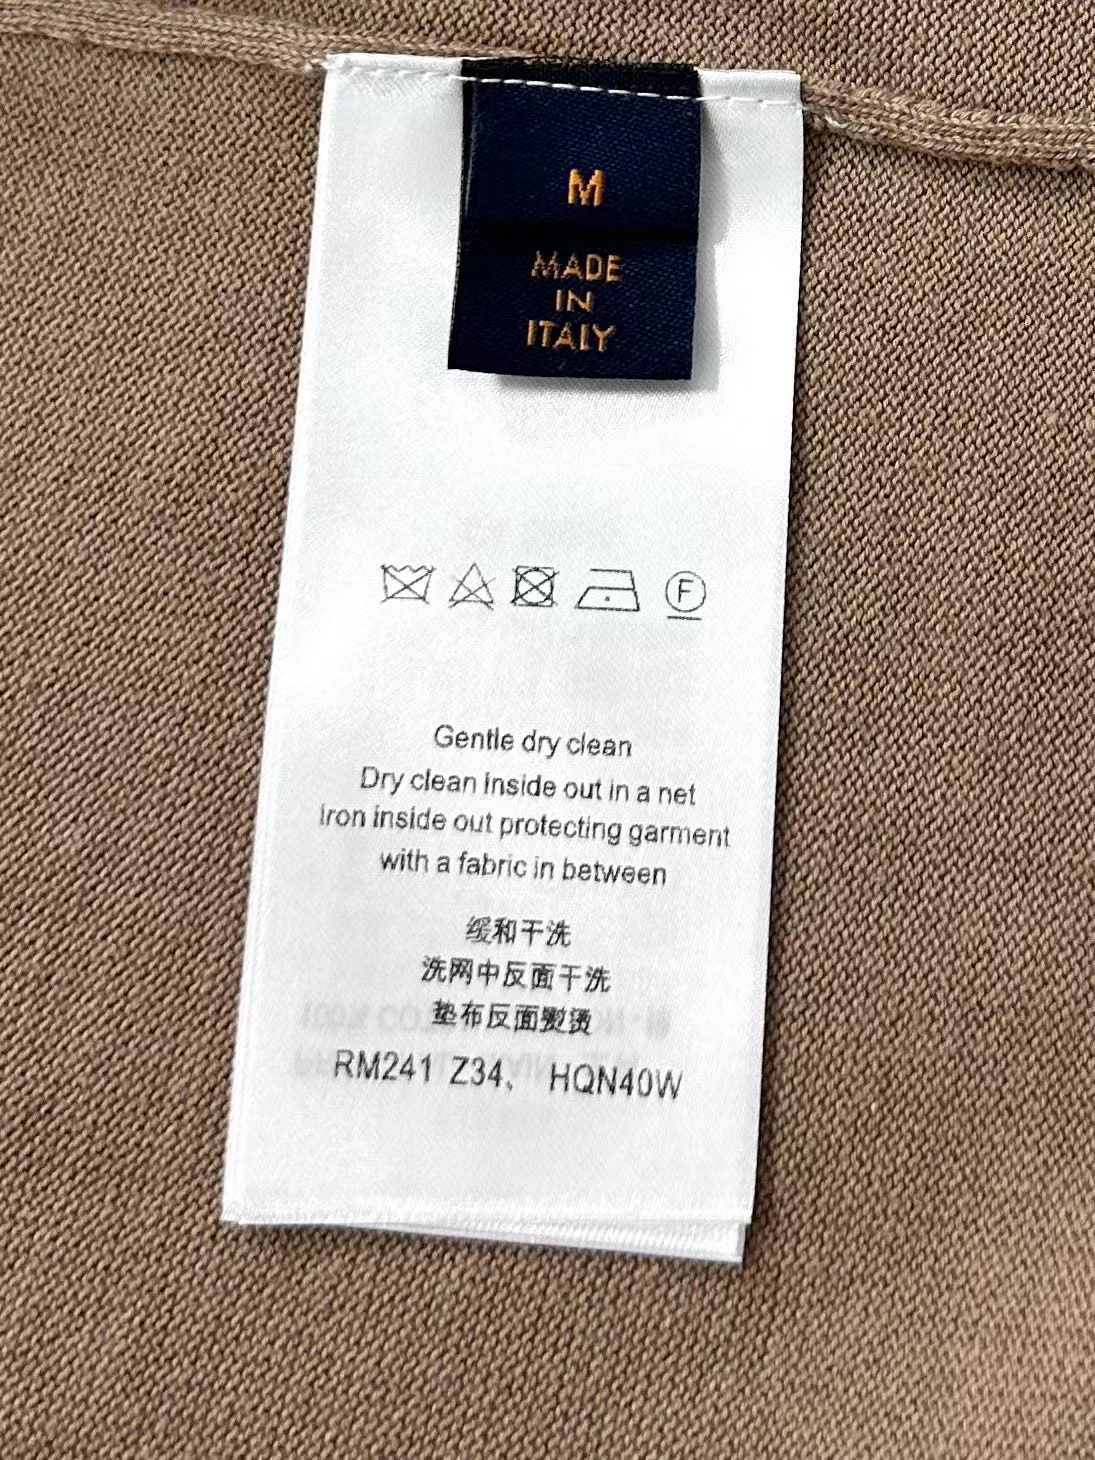 M
MADE
IN
ITALY
F
Gentle dry clean
Dry clean inside out in a net
Iron inside out protecting garment
with a fabric in between
缓和干洗
洗网中反面干洗
垫布反面熨烫
RM241 Z34, HQN40W